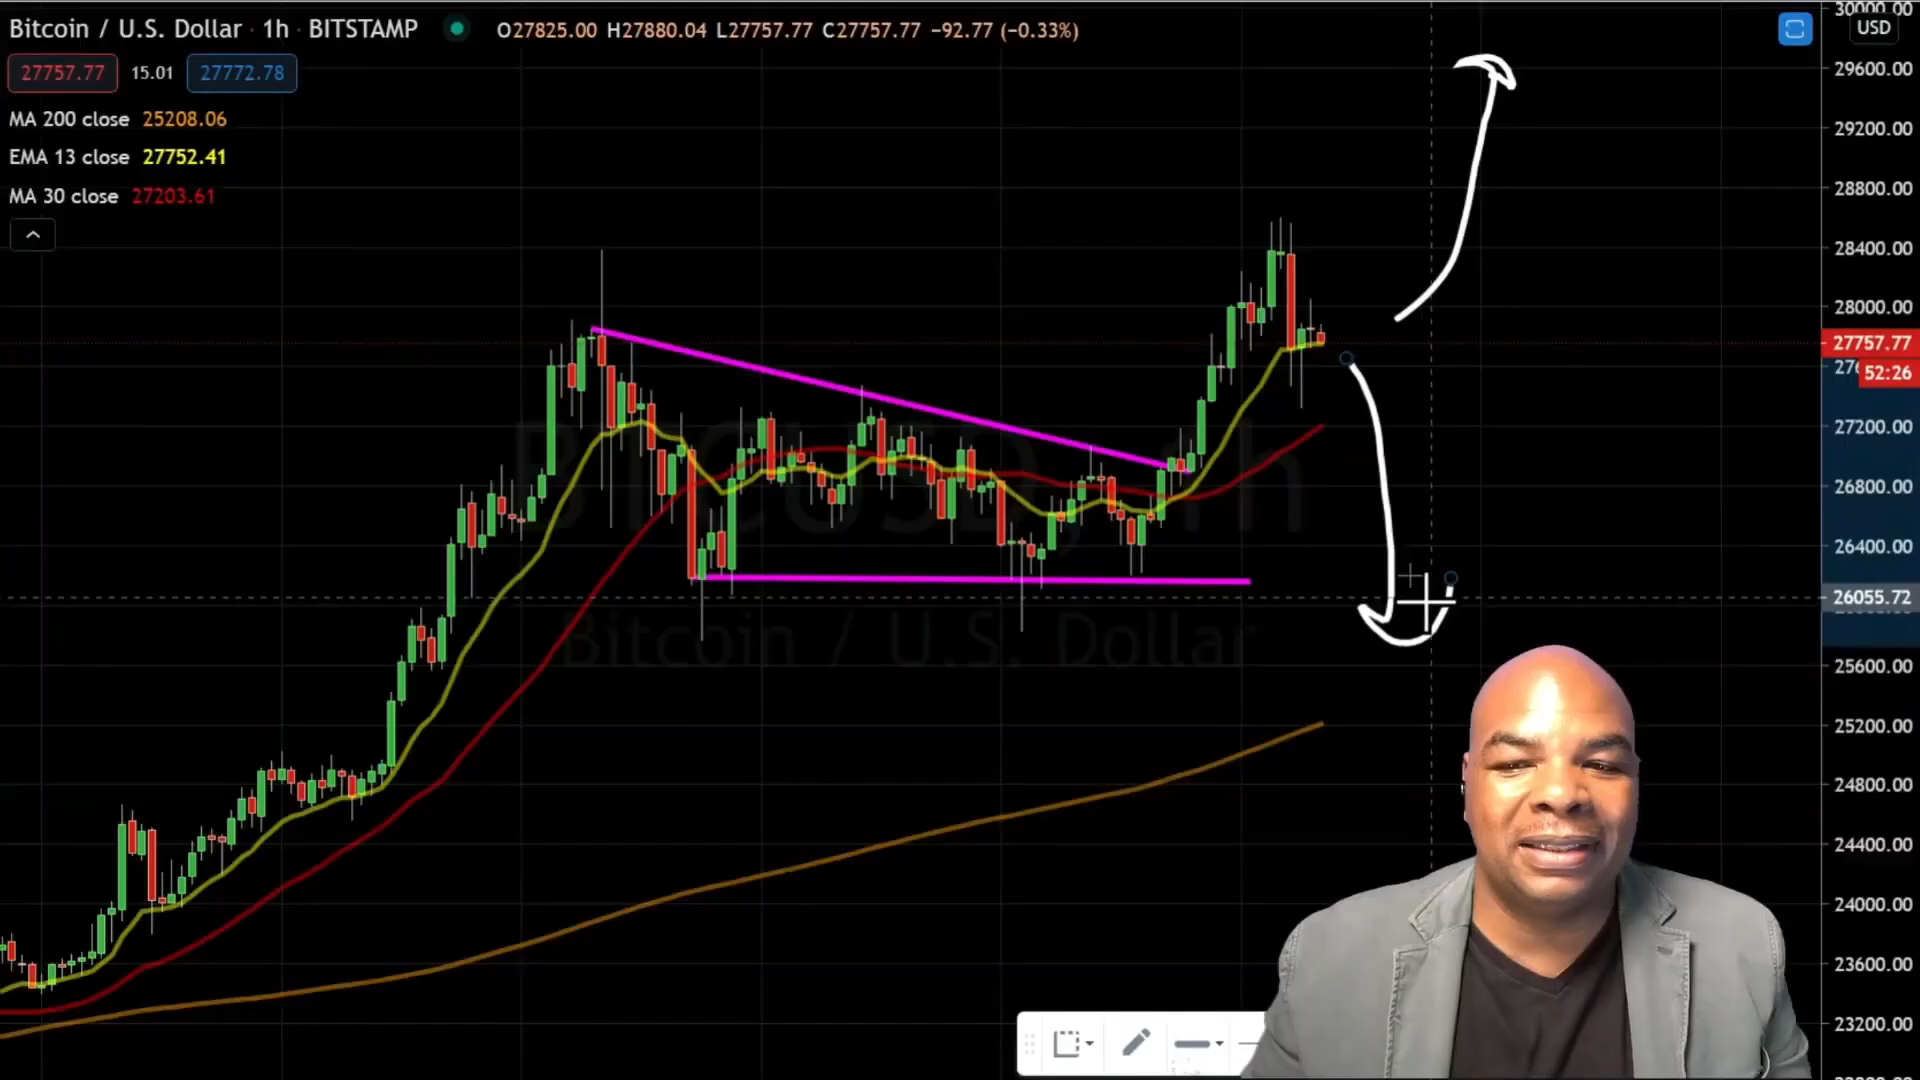 Bitcoin / U.S. Dollar · 1h · BITSTAMP O27825.00 H27880.04 L27757.77 C27757.77 −92.77 (−0.33%)
27757.77 15.01 27772.78
MA 200 close 25208.06
EMA 13 close 27752.41
MA 30 close 27203.61
BTCUSD, 1h
Bitcoin / U.S. Dollar
30000.00
USD
29600.00
29200.00
28800.00
28400.00
28000.00
27757.77
52:26
27200.00
26800.00
26400.00
26055.72
25600.00
25200.00
24800.00
24400.00
24000.00
23600.00
23200.00